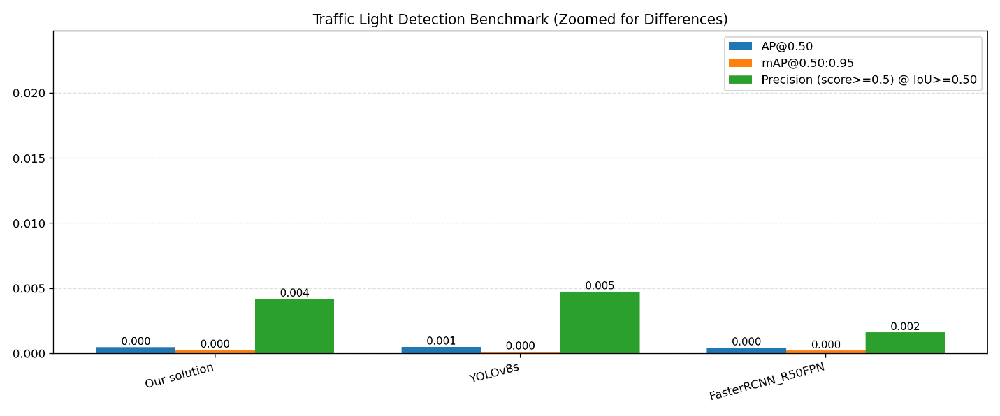 Traffic Light Detection Benchmark (Zoomed for Differences)
AP@0.50
mAP@0.50:0.95
Precision (score>=0.5) @ IoU>=0.50
0.020
0.015
0.010
0.005
0.000
0.000
0.000
0.004
0.001
0.000
0.005
0.000
0.000
0.002
Our solution
YOLOv8s
FasterRCNN_R50FPN